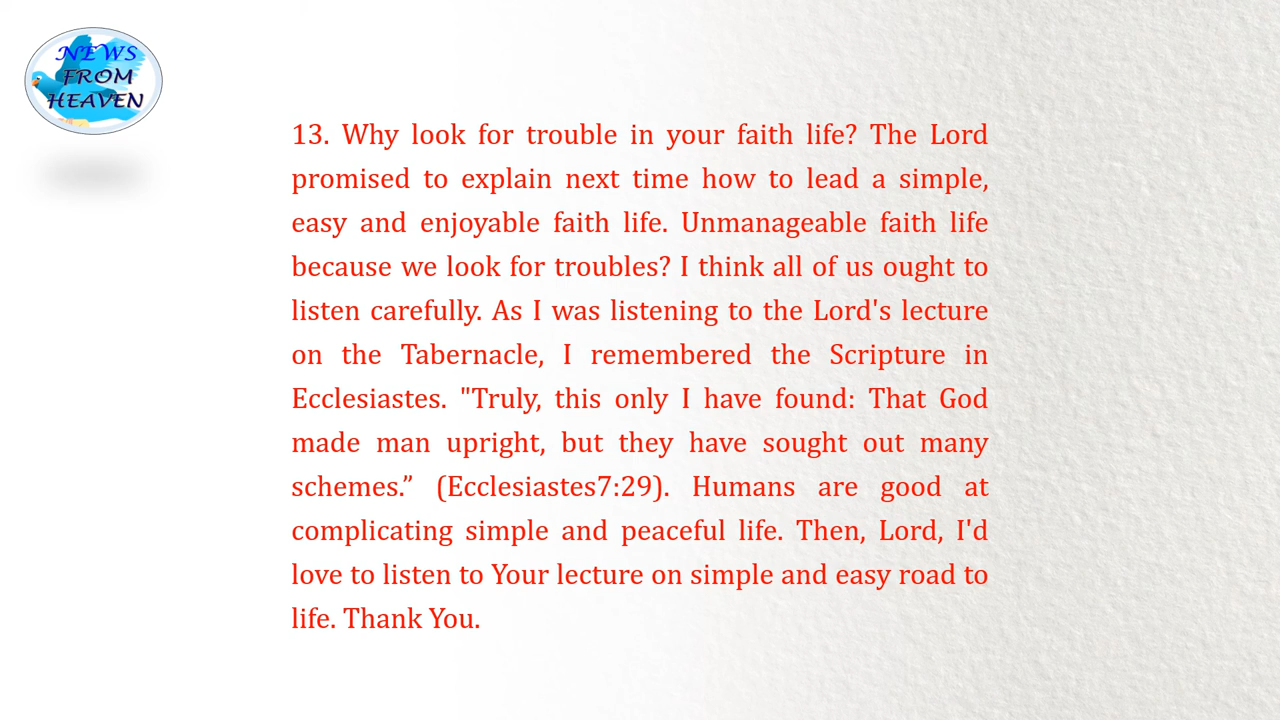 NEWS
FROM
HEAVEN
13. Why look for trouble in your faith life? The Lord
promised to explain next time how to lead a simple,
easy and enjoyable faith life. Unmanageable faith life
because we look for troubles? I think all of us ought to
listen carefully. As I was listening to the Lord's lecture
on the Tabernacle, I remembered the Scripture in
Ecclesiastes. "Truly, this only I have found: That God
made man upright, but they have sought out many
schemes.” (Ecclesiastes7:29). Humans are good at
complicating simple and peaceful life. Then, Lord, I'd
love to listen to Your lecture on simple and easy road to
life. Thank You.